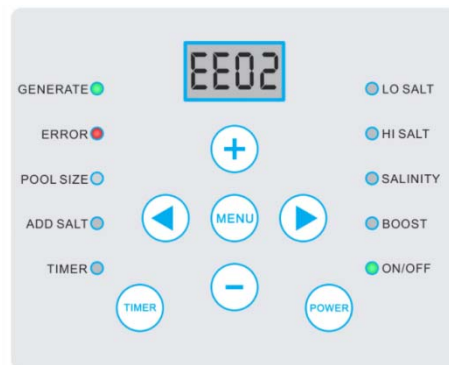 EE02
GENERATE
LO SALT
ERROR
HI SALT
+
POOL SIZE
SALINITY
MENU
ADD SALT
BOOST
TIMER
ON/OFF
−
TIMER
POWER